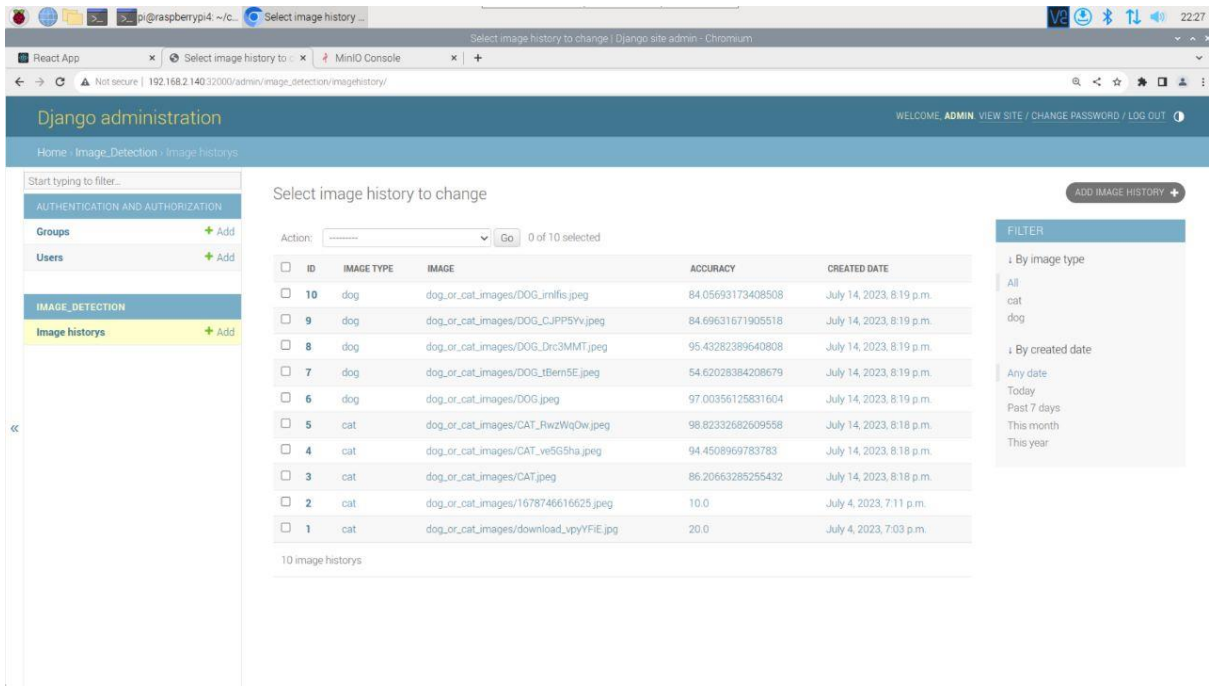 pi@raspberrypi4: ~/c... Select image history ... 22:27
Select image history to change | Django site admin - Chromium
React App × Select image history to c × MinIO Console × +
Not secure | 192.168.2.140:32000/admin/image_detection/imagehistory/
Django administration
WELCOME, ADMIN. VIEW SITE / CHANGE PASSWORD / LOG OUT
Home › Image_Detection › Image historys
Start typing to filter...
AUTHENTICATION AND AUTHORIZATION
Groups + Add
Users + Add
IMAGE_DETECTION
Image historys + Add
«
Select image history to change
ADD IMAGE HISTORY +
Action: --------- Go 0 of 10 selected
ID IMAGE TYPE IMAGE ACCURACY CREATED DATE
10 dog dog_or_cat_images/DOG_irnlfis.jpeg 84.05693173408508 July 14, 2023, 8:19 p.m.
9 dog dog_or_cat_images/DOG_CJPP5Yv.jpeg 84.69631671905518 July 14, 2023, 8:19 p.m.
8 dog dog_or_cat_images/DOG_Drc3MMT.jpeg 95.43282389640808 July 14, 2023, 8:19 p.m.
7 dog dog_or_cat_images/DOG_tBern5E.jpeg 54.62028384208679 July 14, 2023, 8:19 p.m.
6 dog dog_or_cat_images/DOG.jpeg 97.00356125831604 July 14, 2023, 8:19 p.m.
5 cat dog_or_cat_images/CAT_RwzWqOw.jpeg 98.82332682609558 July 14, 2023, 8:18 p.m.
4 cat dog_or_cat_images/CAT_ve5G5ha.jpeg 94.4508969783783 July 14, 2023, 8:18 p.m.
3 cat dog_or_cat_images/CAT.jpeg 86.20663285255432 July 14, 2023, 8:18 p.m.
2 cat dog_or_cat_images/1678746616625.jpeg 10.0 July 4, 2023, 7:11 p.m.
1 cat dog_or_cat_images/download_vpyYFiE.jpg 20.0 July 4, 2023, 7:03 p.m.
10 image historys
FILTER
↓ By image type
All
cat
dog
↓ By created date
Any date
Today
Past 7 days
This month
This year